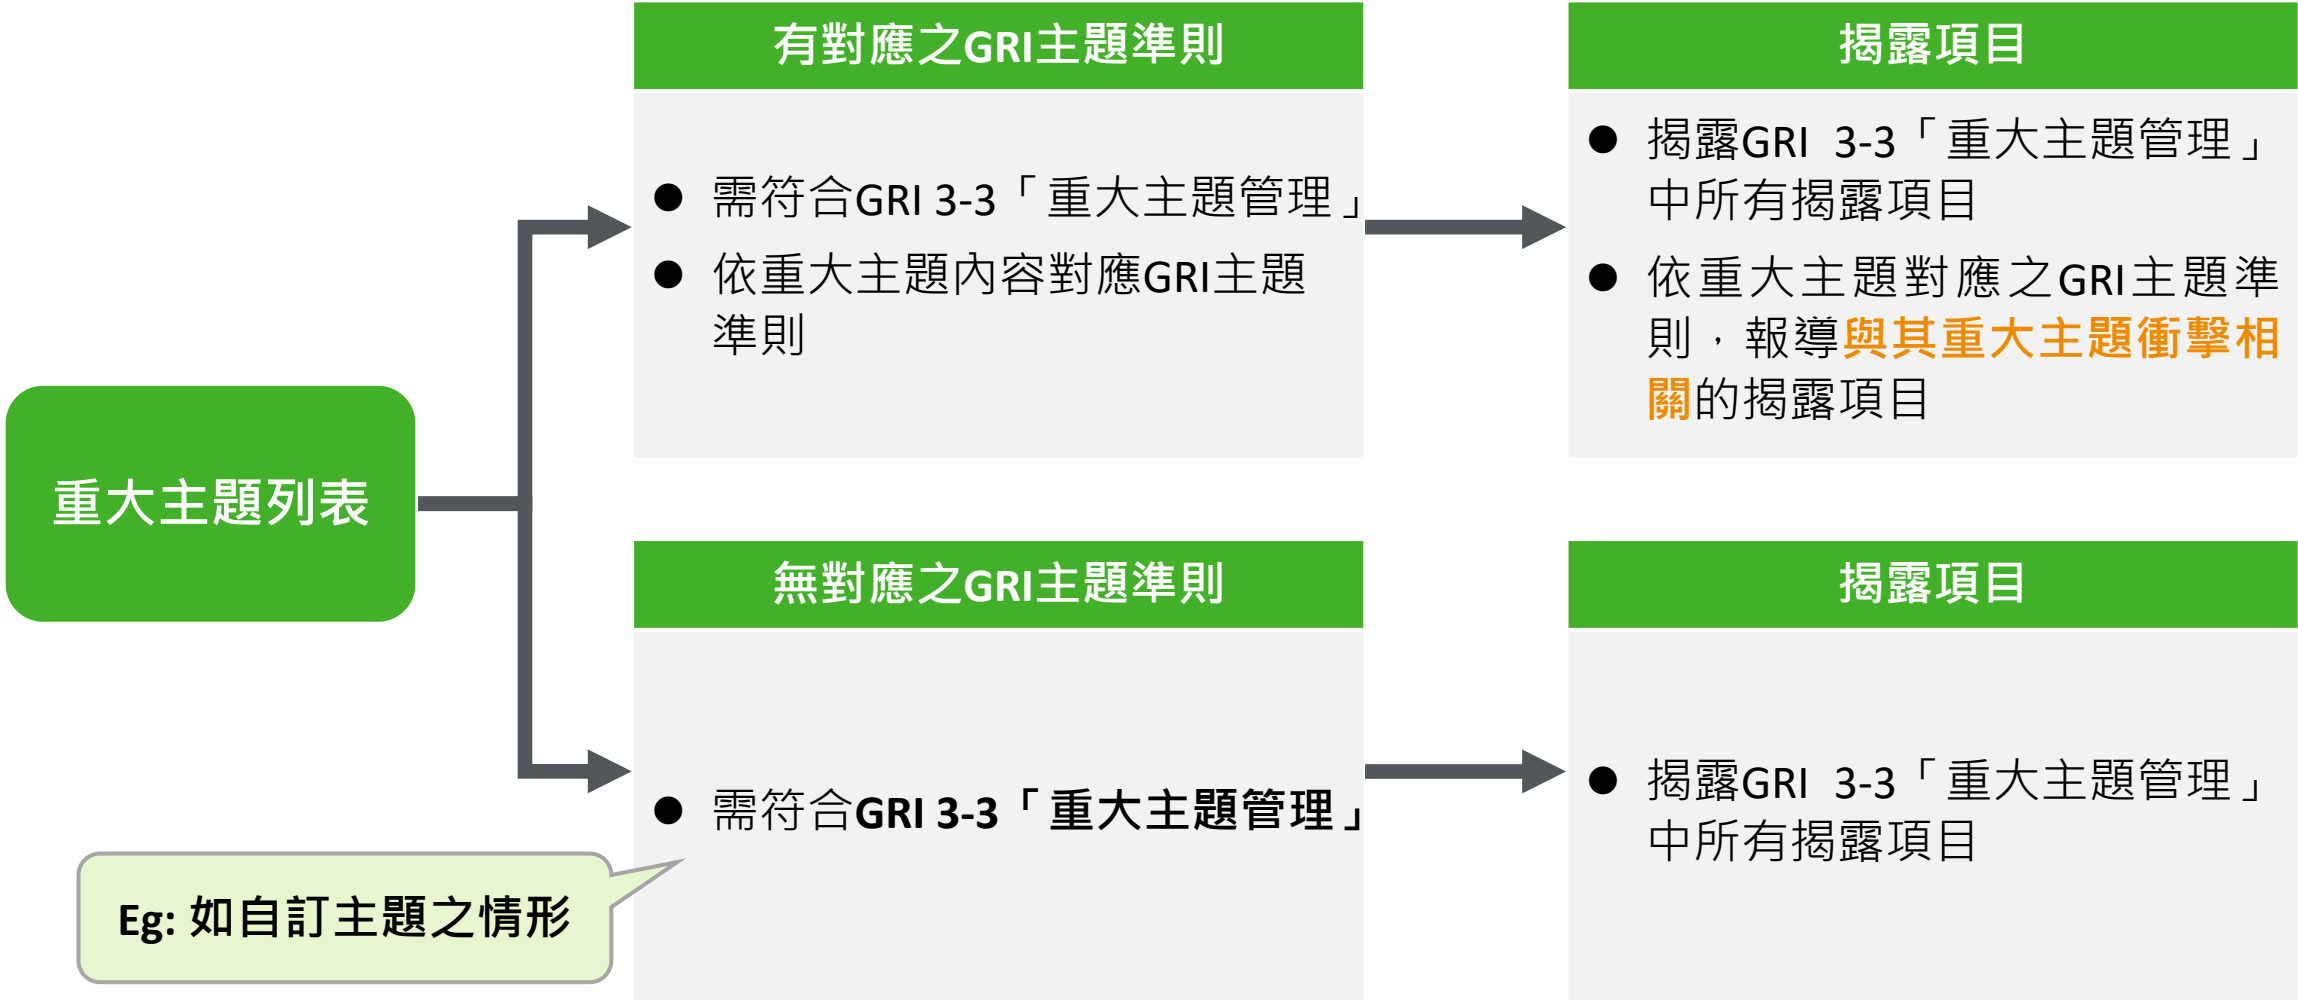 有對應之GRI主題準則
需符合GRI 3-3「重大主題管理」
依重大主題內容對應GRI主題
準則
揭露項目
揭露GRI 3-3「重大主題管理」
中所有揭露項目
依重大主題對應之GRI主題準
則，報導與其重大主題衝擊相
關的揭露項目
重大主題列表
無對應之GRI主題準則
需符合GRI 3-3「重大主題管理」
Eg: 如自訂主題之情形
揭露項目
揭露GRI 3-3「重大主題管理」
中所有揭露項目